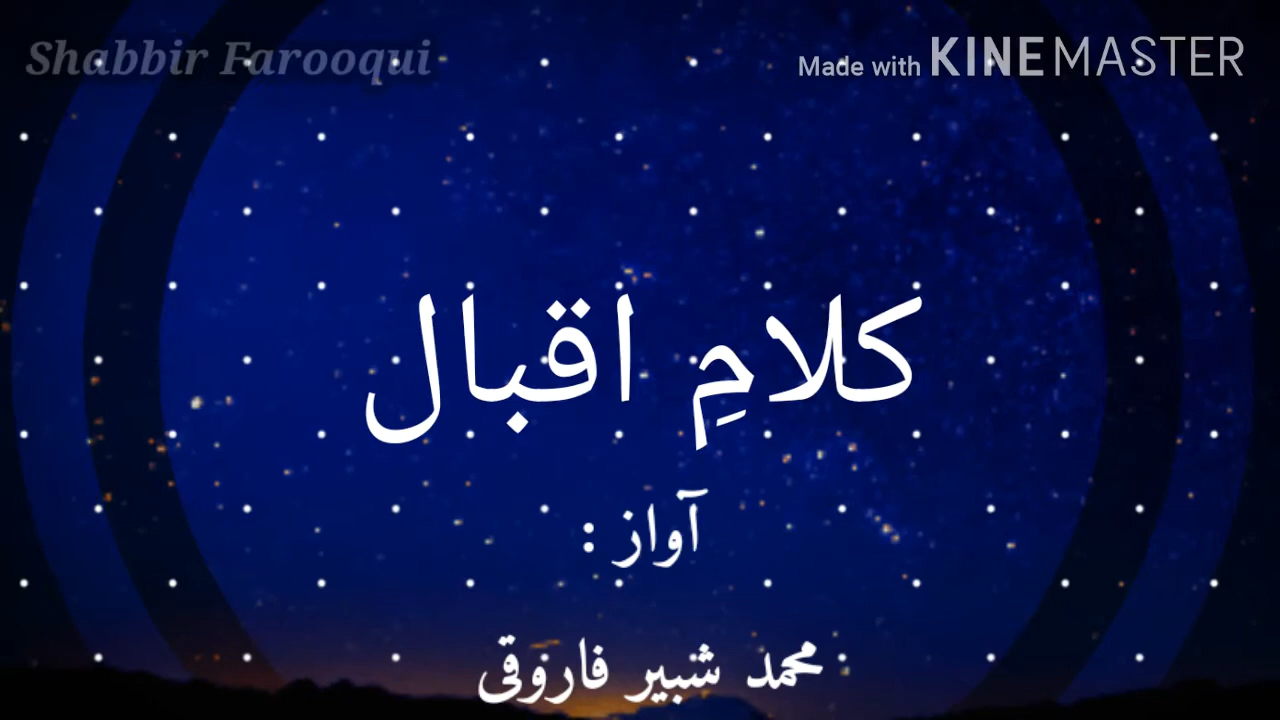 Shabbir Farooqui
Made with KINEMASTER
کلامِ اقبال
آواز :
محمد شبیر فاروقی